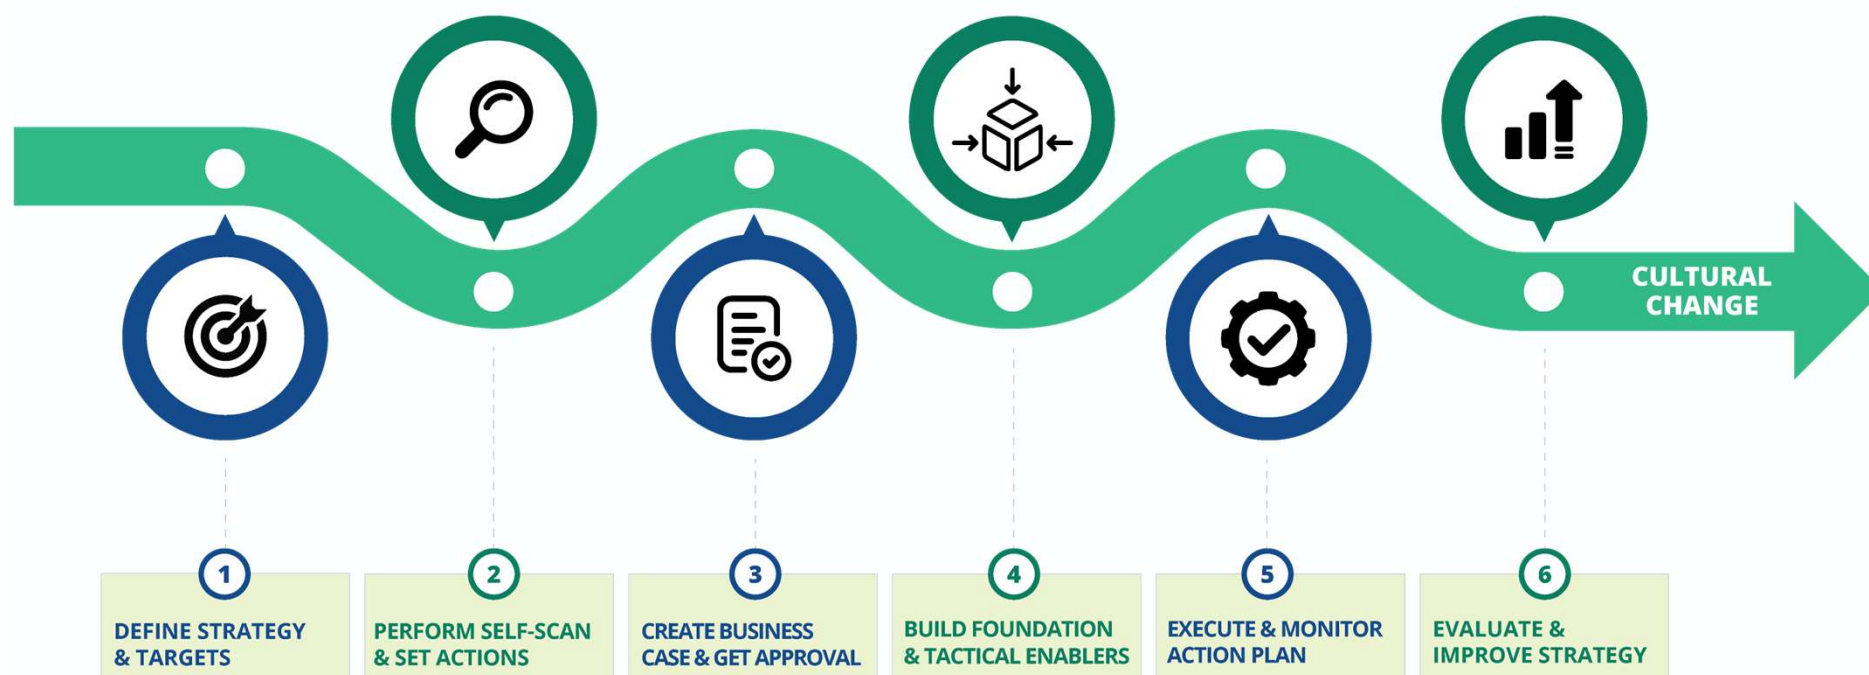 CULTURAL
CHANGE
1
DEFINE STRATEGY
& TARGETS
2
PERFORM SELF-SCAN
& SET ACTIONS
3
CREATE BUSINESS
CASE & GET APPROVAL
4
BUILD FOUNDATION
& TACTICAL ENABLERS
5
EXECUTE & MONITOR
ACTION PLAN
6
EVALUATE &
IMPROVE STRATEGY